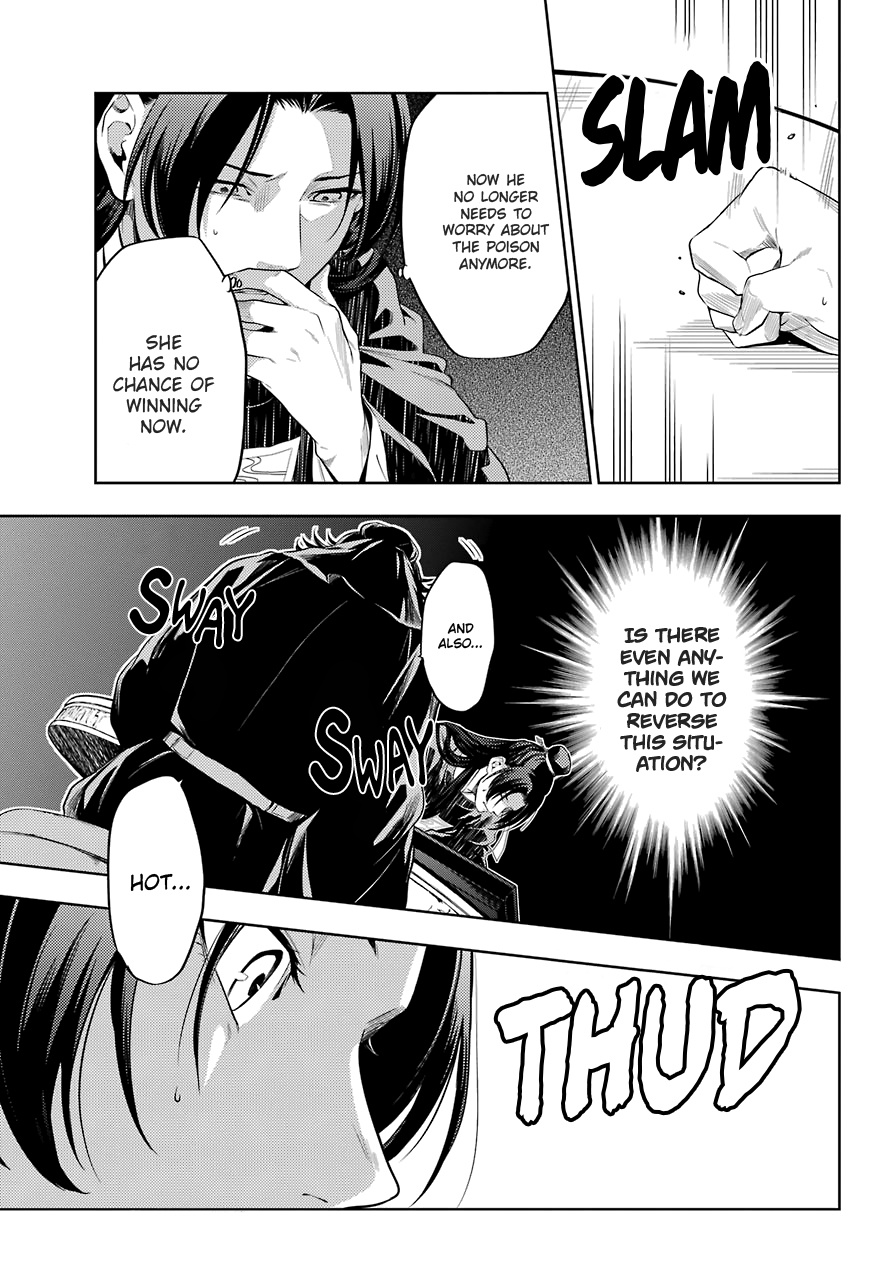 SLAM
NOW HE
NO LONGER
NEEDS TO
WORRY ABOUT
THE POISON
ANYMORE.
SHE
HAS NO
CHANCE OF
WINNING
NOW.
IS THERE
EVEN ANY-
THING WE
CAN DO TO
REVERSE
THIS SITU-
ATION?
AND
ALSO...
SWAY
SWAY
HOT...
THUD